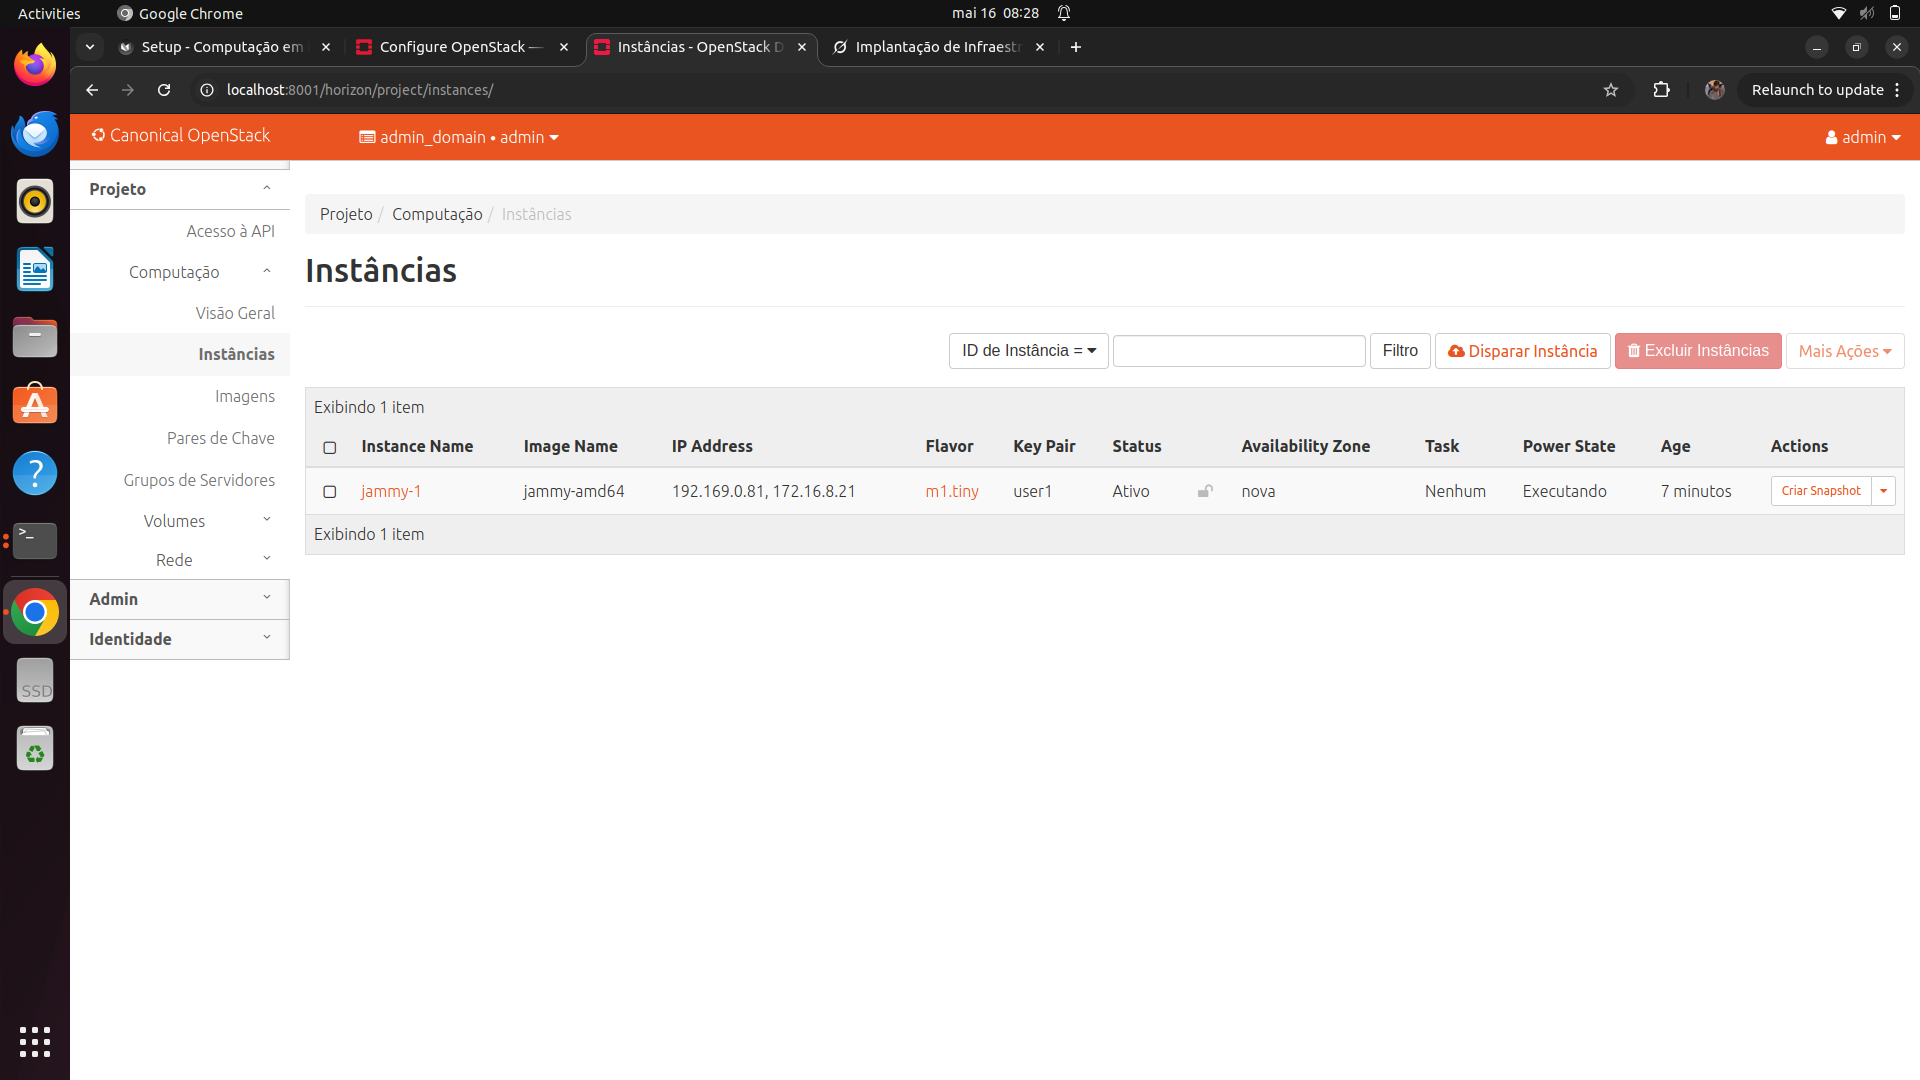 Activities
Google Chrome
mai 16 08:28
Setup - Computação em
Configure OpenStack —
Instâncias - OpenStack D
Implantação de Infraest
localhost:8001/horizon/project/instances/
Relaunch to update
Canonical OpenStack
admin_domain • admin
admin
Projeto
Acesso à API
Computação
Visão Geral
Instâncias
Imagens
Pares de Chave
Grupos de Servidores
Volumes
Rede
Admin
Identidade
Projeto / Computação / Instâncias
Instâncias
ID de Instância =
Filtro
Disparar Instância
Excluir Instâncias
Mais Ações
Exibindo 1 item
Instance Name Image Name IP Address Flavor Key Pair Status Availability Zone Task Power State Age Actions
jammy-1 jammy-amd64 192.169.0.81, 172.16.8.21 m1.tiny user1 Ativo nova Nenhum Executando 7 minutos Criar Snapshot
Exibindo 1 item
>_
SSD